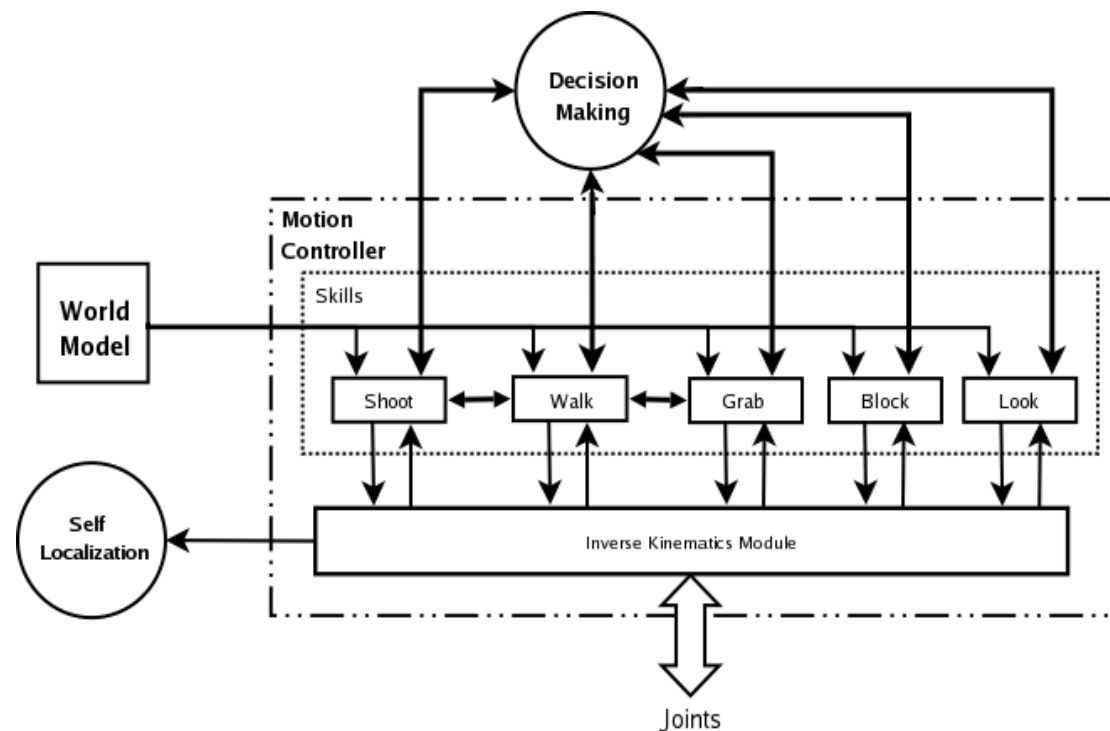 Decision
Making
Motion
Controller
Skills
World
Model
Shoot
Walk
Grab
Block
Look
Self
Localization
Inverse Kinematics Module
Joints